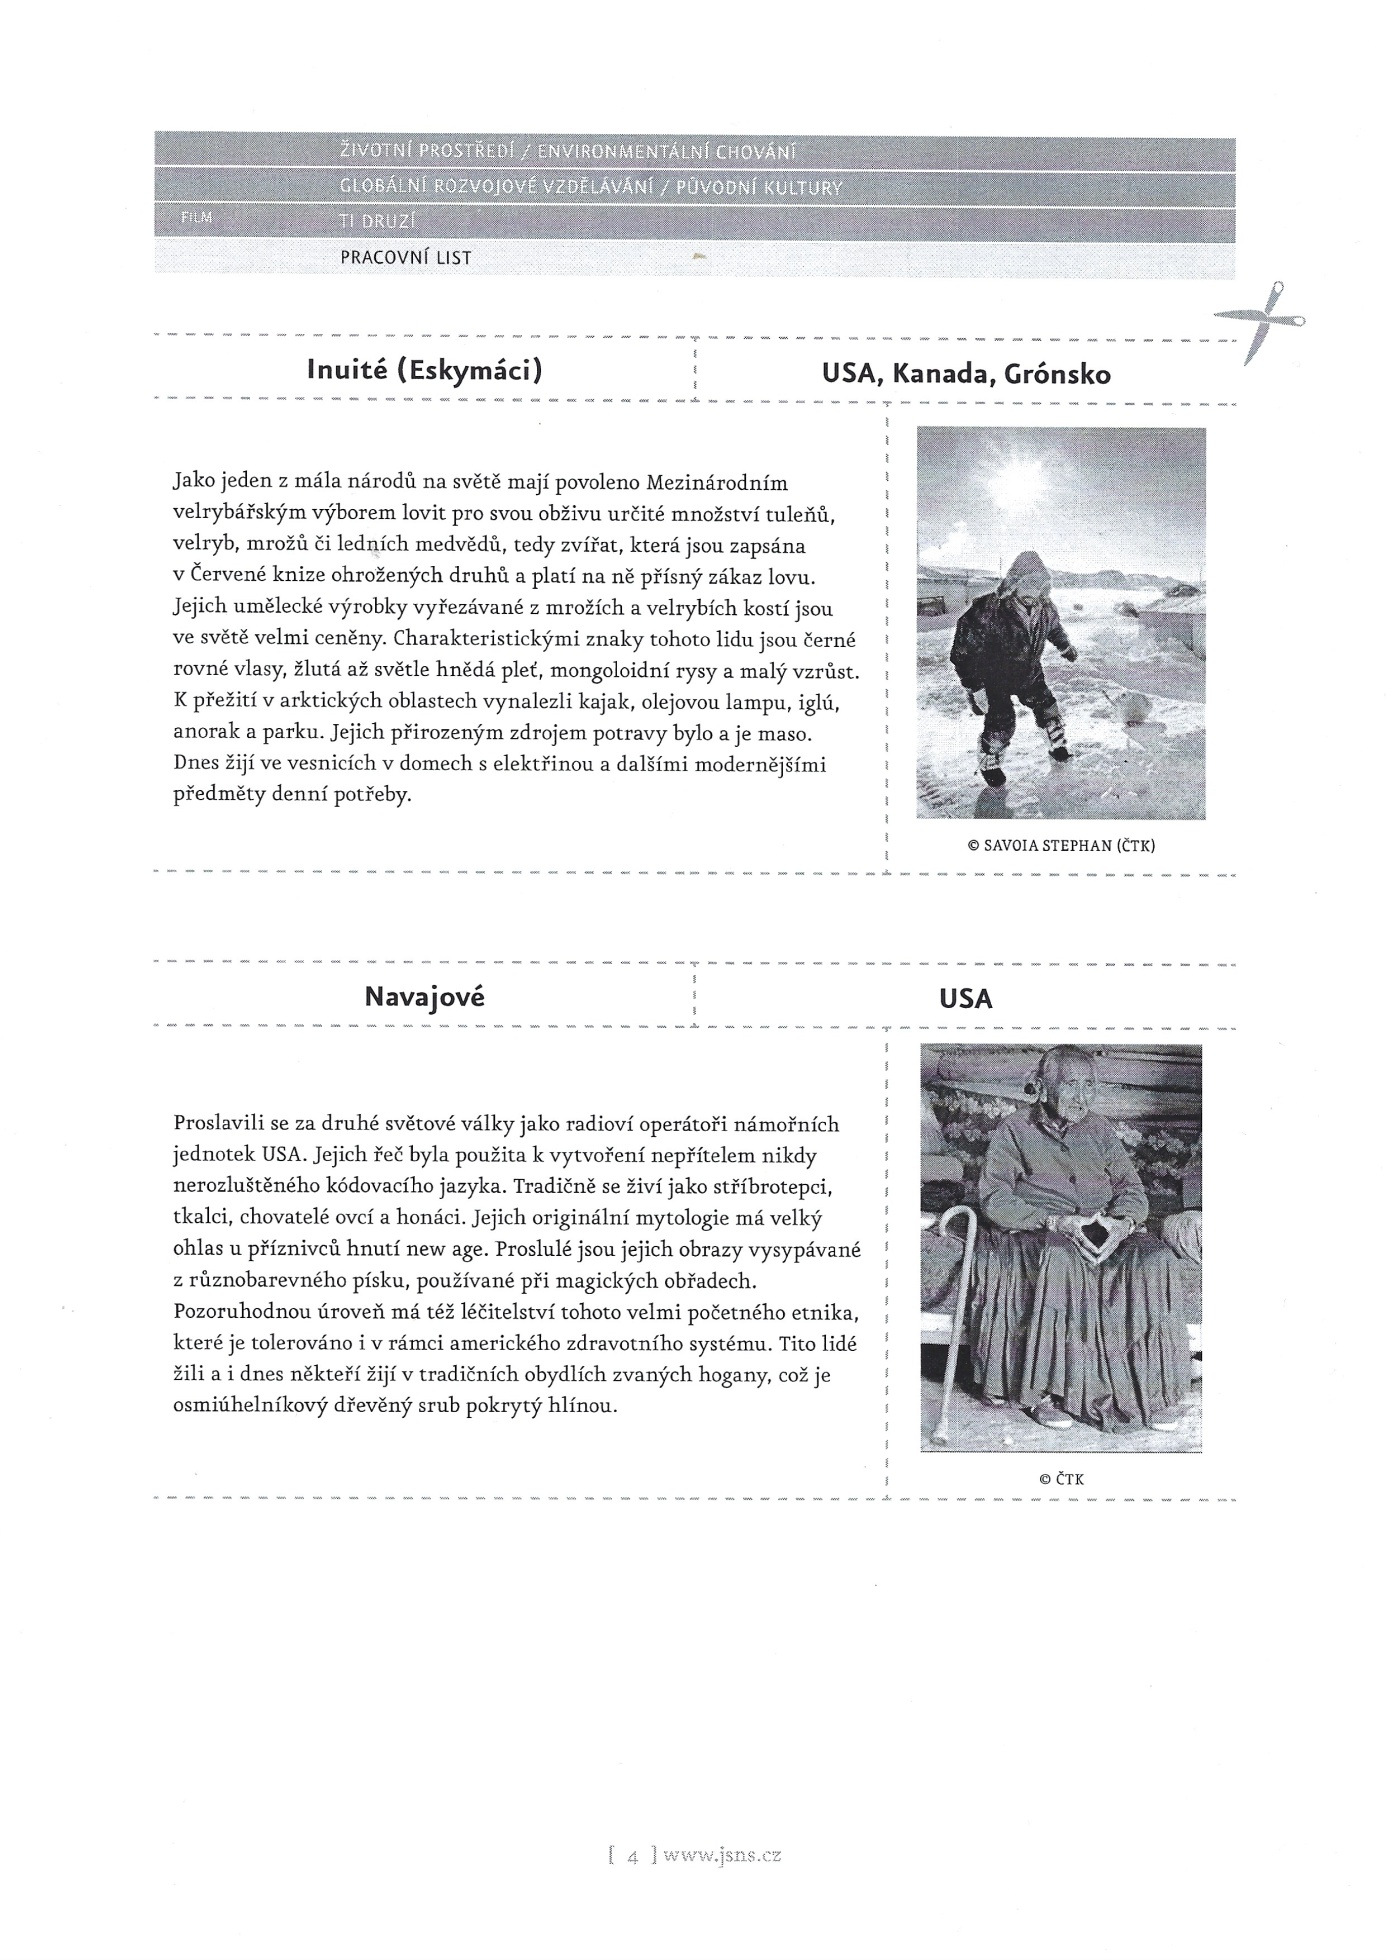 ŽIVOTNÍ PROSTŘEDÍ / ENVIRONMENTÁLNÍ CHOVÁNÍ
GLOBÁLNÍ ROZVOJOVÉ VZDĚLÁVÁNÍ / PŮVODNÍ KULTURY
FILM TI DRUZÍ
PRACOVNÍ LIST
Inuité (Eskymáci)
USA, Kanada, Grónsko
Jako jeden z mála národů na světě mají povoleno Mezinárodním
velrybářským výborem lovit pro svou obživu určité množství tuleňů,
velryb, mrožů či ledních medvědů, tedy zvířat, která jsou zapsána
v Červené knize ohrožených druhů a platí na ně přísný zákaz lovu.
Jejich umělecké výrobky vyřezávané z mrožích a velrybích kostí jsou
ve světě velmi ceněny. Charakteristickými znaky tohoto lidu jsou černé
rovné vlasy, žlutá až světle hnědá pleť, mongoloidní rysy a malý vzrůst.
K přežití v arktických oblastech vynalezli kajak, olejovou lampu, iglú,
anorak a parku. Jejich přirozeným zdrojem potravy bylo a je maso.
Dnes žijí ve vesnicích v domech s elektřinou a dalšími modernějšími
předměty denní potřeby.
© SAVOIA STEPHAN (ČTK)
Navajové
USA
Proslavili se za druhé světové války jako radioví operátoři námořních
jednotek USA. Jejich řeč byla použita k vytvoření nepřítelem nikdy
nerozluštěného kódovacího jazyka. Tradičně se živí jako stříbrotepci,
tkalci, chovatelé ovcí a honáci. Jejich originální mytologie má velký
ohlas u příznivců hnutí new age. Proslulé jsou jejich obrazy vysypávané
z různobarevného písku, používané při magických obřadech.
Pozoruhodnou úroveň má též léčitelství tohoto velmi početného etnika,
které je tolerováno i v rámci amerického zdravotního systému. Tito lidé
žili a i dnes někteří žijí v tradičních obydlích zvaných hogany, což je
osmiúhelníkový dřevěný srub pokrytý hlínou.
© ČTK
[ 4 ] www.jsns.cz